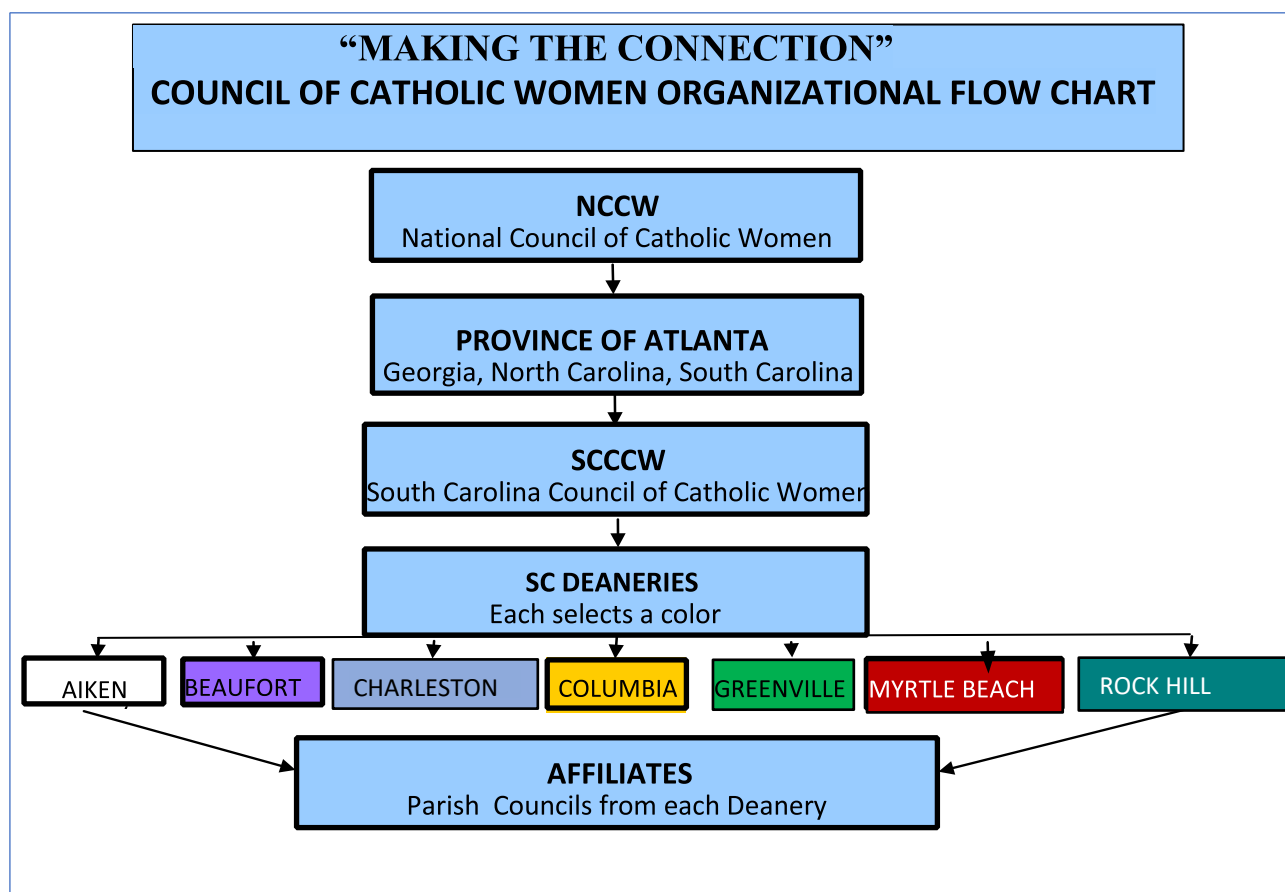 “MAKING THE CONNECTION”
COUNCIL OF CATHOLIC WOMEN ORGANIZATIONAL FLOW CHART
NCCW
National Council of Catholic Women
PROVINCE OF ATLANTA
Georgia, North Carolina, South Carolina
SCCCW
South Carolina Council of Catholic Women
SC DEANERIES
Each selects a color
AIKEN
BEAUFORT
CHARLESTON
COLUMBIA
GREENVILLE
MYRTLE BEACH
ROCK HILL
AFFILIATES
Parish Councils from each Deanery